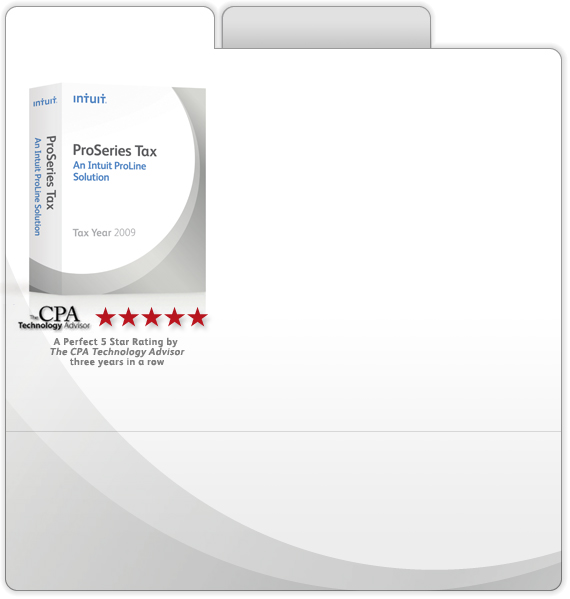 intuit.
ProSeries Tax
An Intuit ProLine Solution
intuit.
ProSeries Tax
An Intuit ProLine
Solution
Tax Year 2009
The CPA
Technology Advisor
A Perfect 5 Star Rating by
The CPA Technology Advisor
three years in a row